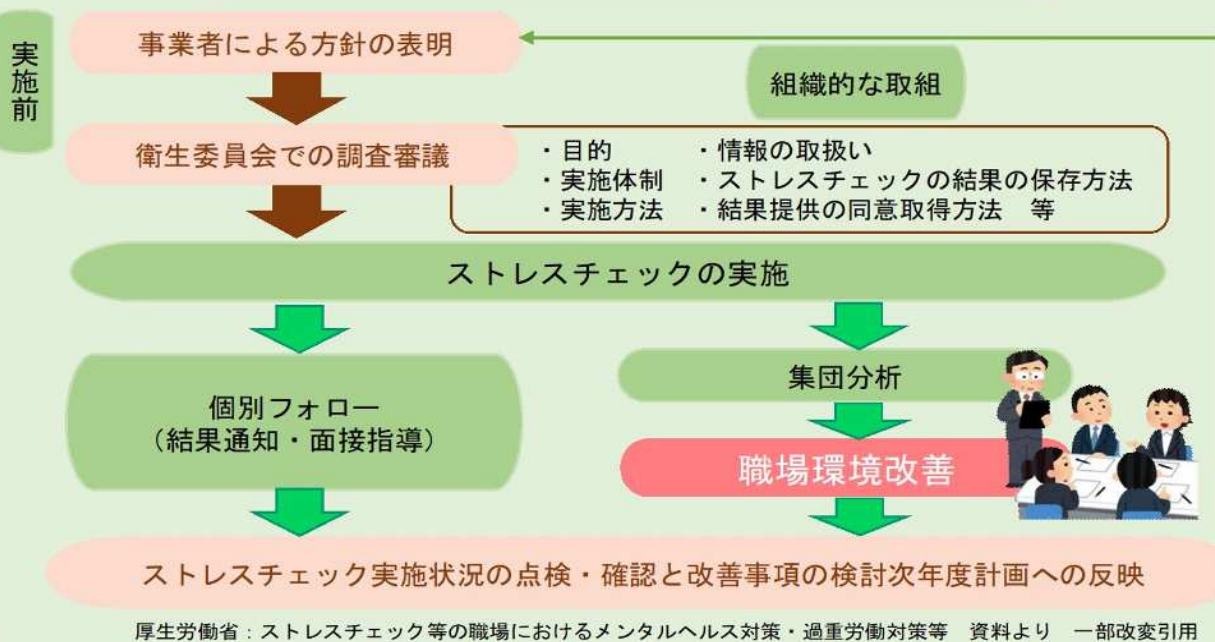 実施前
事業者による方針の表明
組織的な取組
衛生委員会での調査審議
・目的　・情報の取扱い
・実施体制　・ストレスチェックの結果の保存方法
・実施方法　・結果提供の同意取得方法　等
ストレスチェックの実施
個別フォロー
（結果通知・面接指導）
集団分析
職場環境改善
ストレスチェック実施状況の点検・確認と改善事項の検討次年度計画への反映
厚生労働省：ストレスチェック等の職場におけるメンタルヘルス対策・過重労働対策等　資料より　一部改変引用